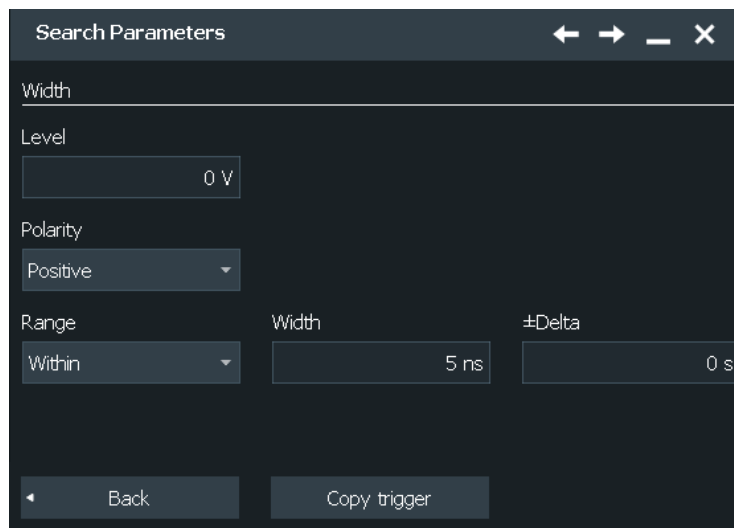 Search Parameters
Width
Level
0 V
Polarity
Positive
Range Width ±Delta
Within 5 ns 0 s
Back Copy trigger